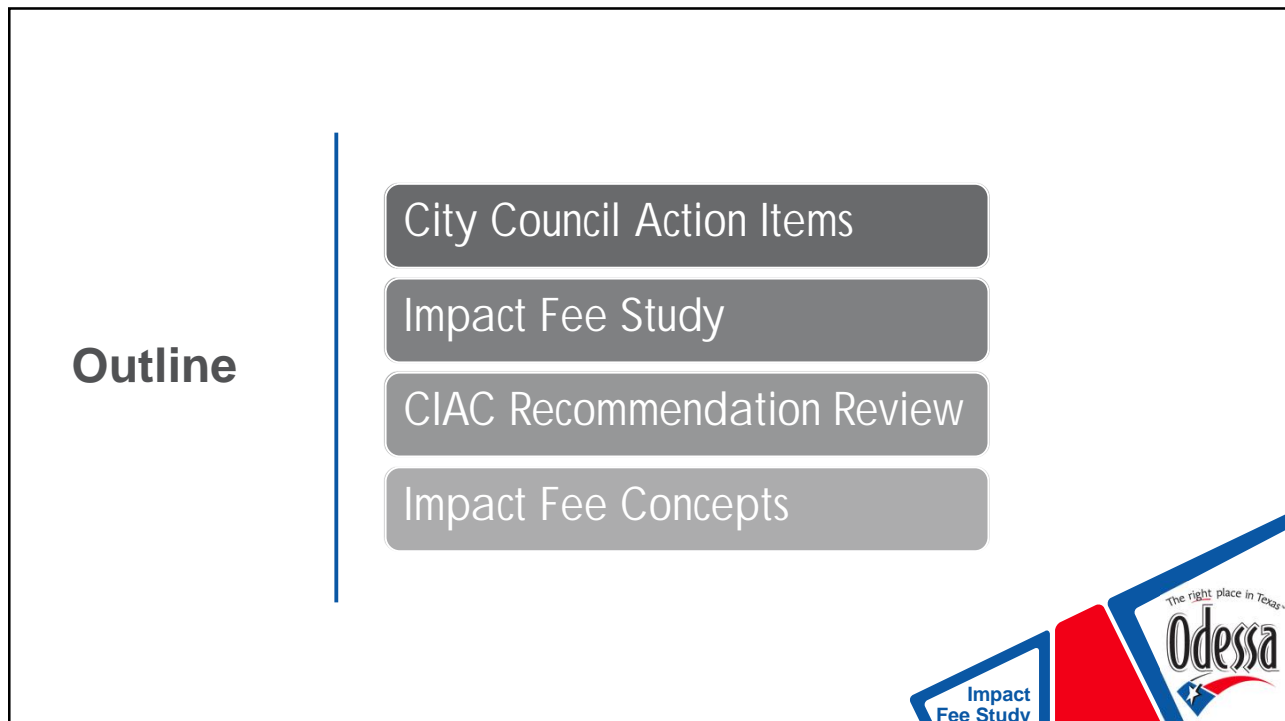 Outline
City Council Action Items
Impact Fee Study
CIAC Recommendation Review
Impact Fee Concepts
Impact
Fee Study
The right place in Texas
Odessa